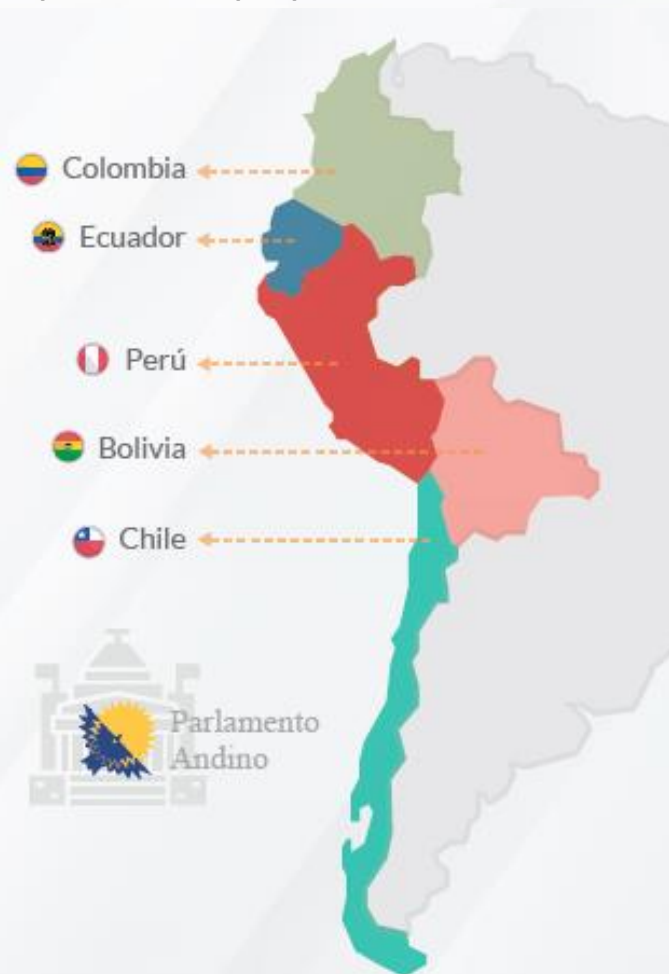 Colombia
Ecuador
Perú
Bolivia
Chile
Parlamento
Andino